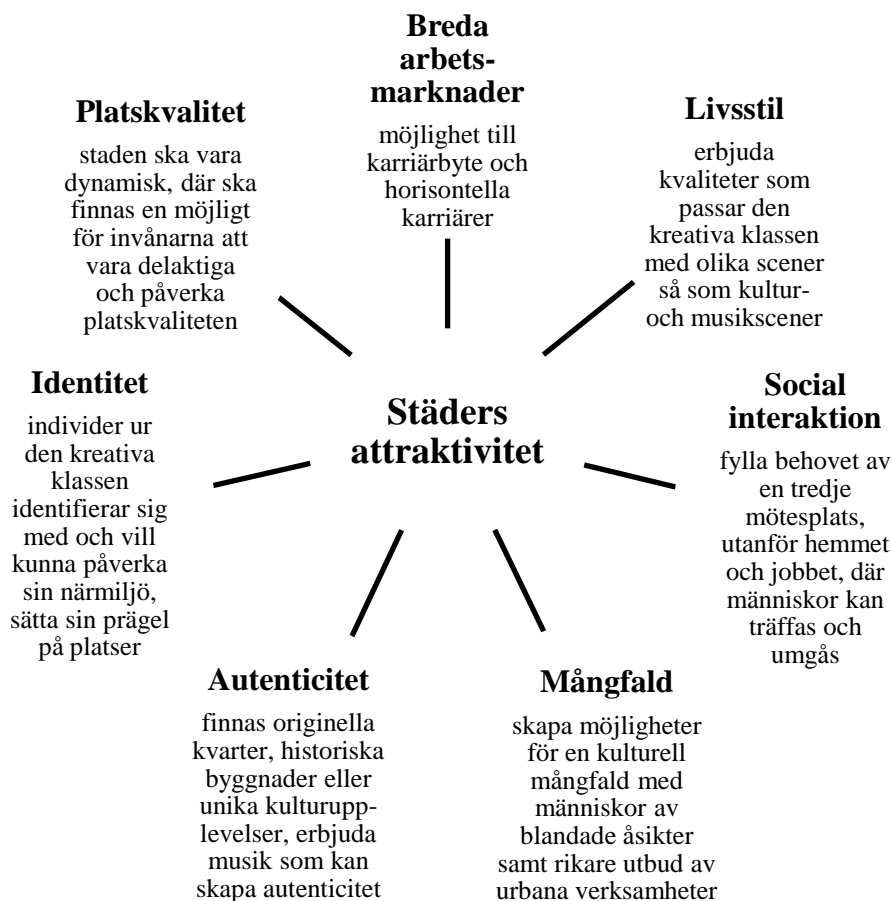 Breda
arbets-
marknader
möjlighet till
karriärbyte och
horisontella
karriärer
Livsstil
erbjuda
kvaliteter som
passar den
kreativa klassen
med olika scener
så som kultur-
och musikscener
Social
interaktion
fylla behovet av
en tredje
mötesplats,
utanför hemmet
och jobbet, där
människor kan
träffas och
umgås
Mångfald
skapa möjligheter
för en kulturell
mångfald med
människor av
blandade åsikter
samt rikare utbud av
urbana verksamheter
Autenticitet
finnas originella
kvarter, historiska
byggnader eller
unika kulturupp-
levelser, erbjuda
musik som kan
skapa autenticitet
Identitet
individer ur
den kreativa
klassen
identifierar sig
med och vill
kunna påverka
sin närmiljö,
sätta sin prägel
på platser
Platskvalitet
staden ska vara
dynamisk, där ska
finnas en möjligt
för invånarna att
vara delaktiga
och påverka
platskvaliteten
Städers
attraktivitet